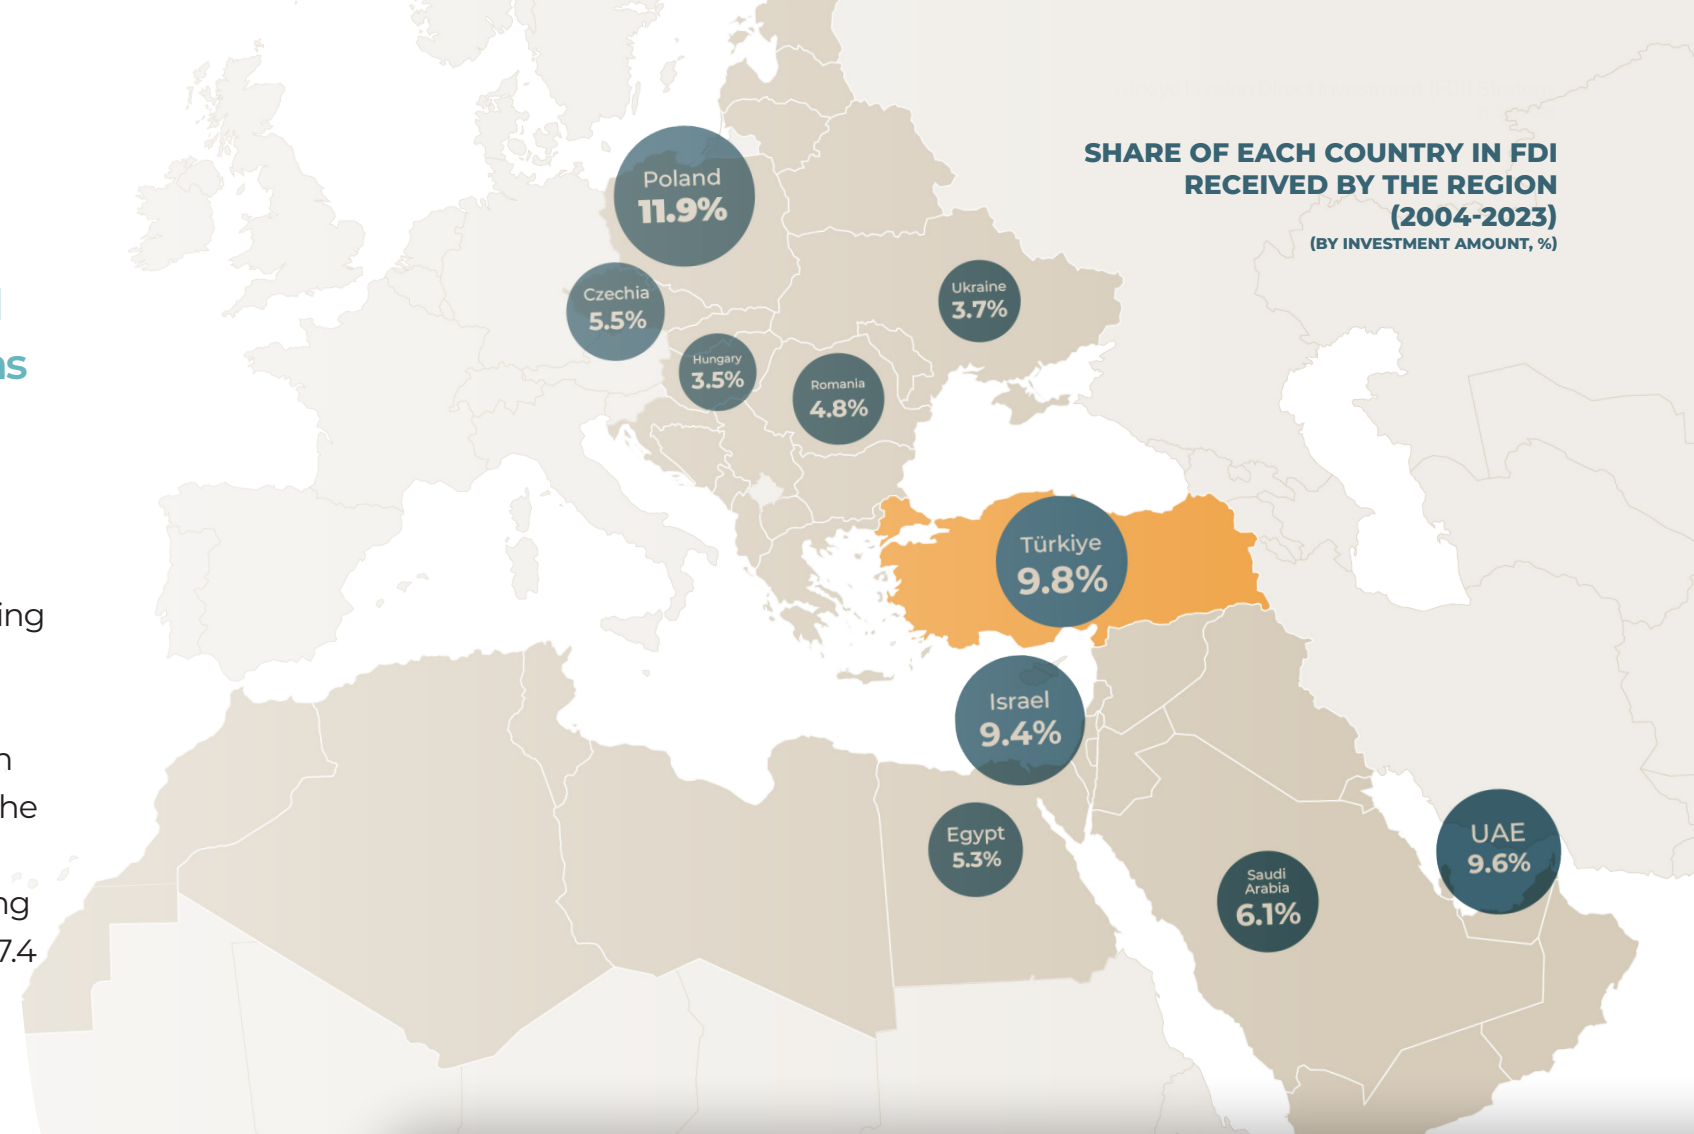 SHARE OF EACH COUNTRY IN FDI
RECEIVED BY THE REGION
(2004-2023)
(BY INVESTMENT AMOUNT, %)
Poland
11.9%
Czechia
5.5%
Ukraine
3.7%
Hungary
3.5%
Romania
4.8%
Türkiye
9.8%
Israel
9.4%
Egypt
5.3%
Saudi
Arabia
6.1%
UAE
9.6%
7.4